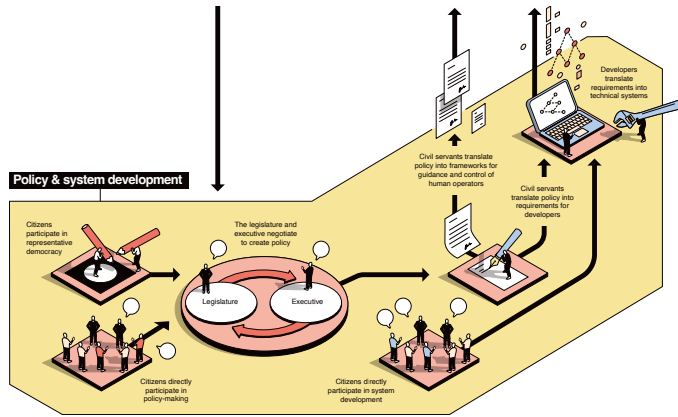 Developers
translate
requirements into
technical systems
Civil servants translate
policy into frameworks for
guidance and control of
human operators
Policy & system development
Civil servants
translate policy into
requirements for
developers
Citizens
participate in
representative
democracy
The legislature and
executive negotiate
to create policy
Legislature
Executive
Citizens directly
participate in
policy-making
Citizens directly
participate in system
development